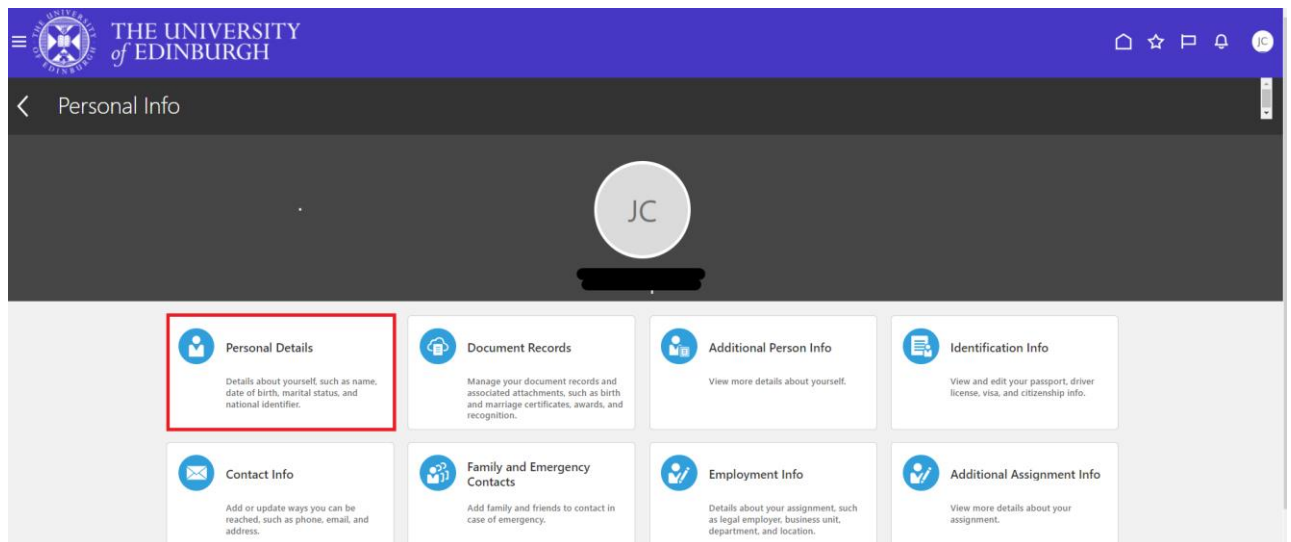 THE UNIVERSITY
of EDINBURGH
JC
Personal Info
JC
Personal Details
Details about yourself, such as name,
date of birth, marital status, and
national identifier.
Document Records
Manage your document records and
associated attachments, such as birth
and marriage certificates, awards, and
recognition.
Additional Person Info
View more details about yourself.
Identification Info
View and edit your passport, driver
license, visa, and citizenship info.
Contact Info
Add or update ways you can be
reached, such as phone, email, and
address.
Family and Emergency
Contacts
Add family and friends to contact in
case of emergency.
Employment Info
Details about your assignment, such
as legal employer, business unit,
department, and location.
Additional Assignment Info
View more details about your
assignment.